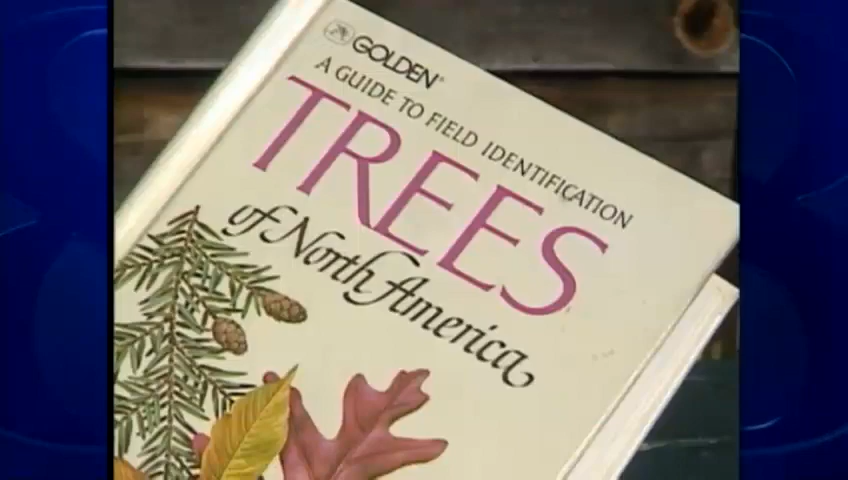 GOLDEN®
A GUIDE TO FIELD IDENTIFICATION
TREES
of North America